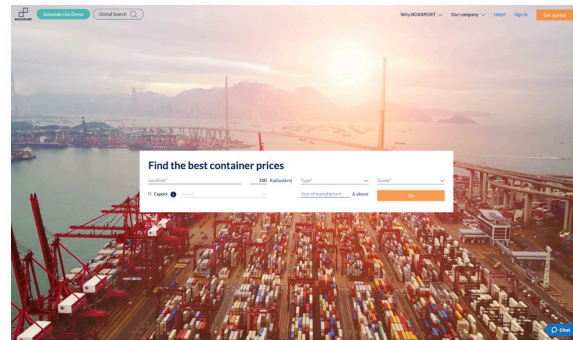 BOXXPORT
Schedule Live Demo
Global Search
Why BOXXPORT
Our company
Help?
Sign in
Get started
Find the best container prices
Location*
100 Radius(km)
Type*
Grade*
Export
Year of manufacture
& above
Go
Chat